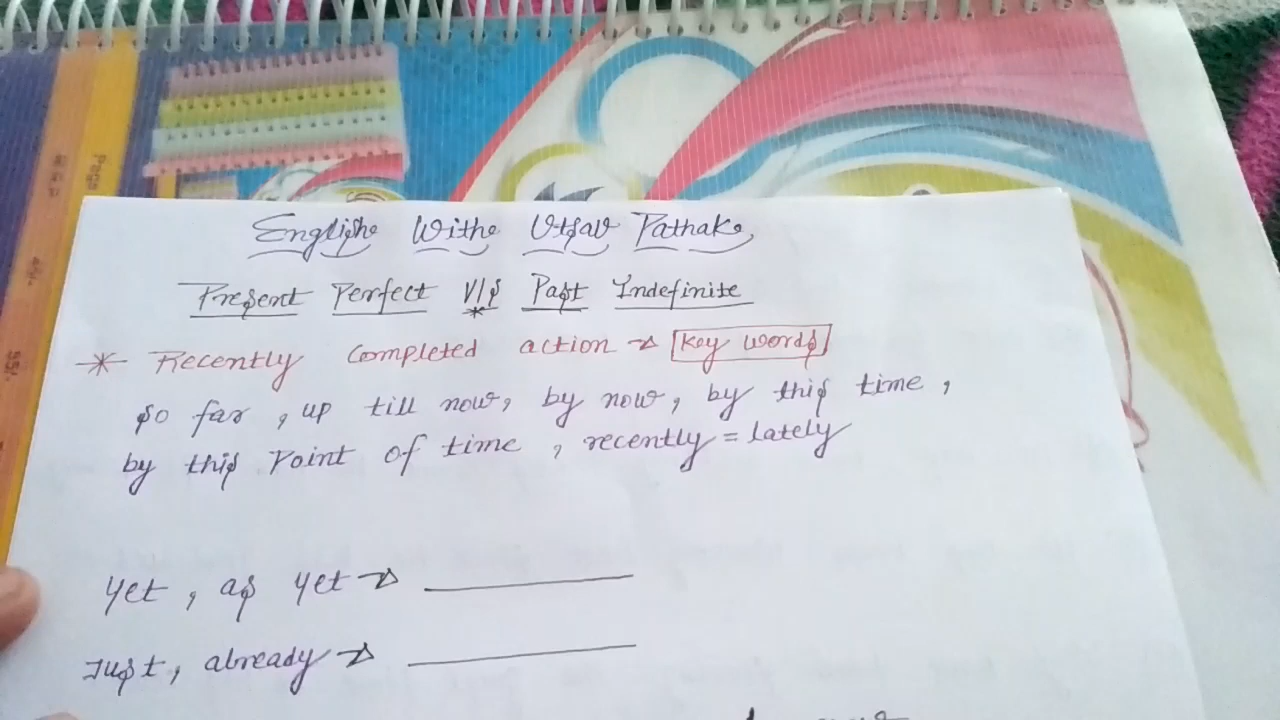 English With Utsav Pathak
Present Perfect V/s Past Indefinite
* Recently Completed action → Key words
so far, up till now, by now, by this time,
by this point of time, recently = lately
yet, as yet →
Just, already →